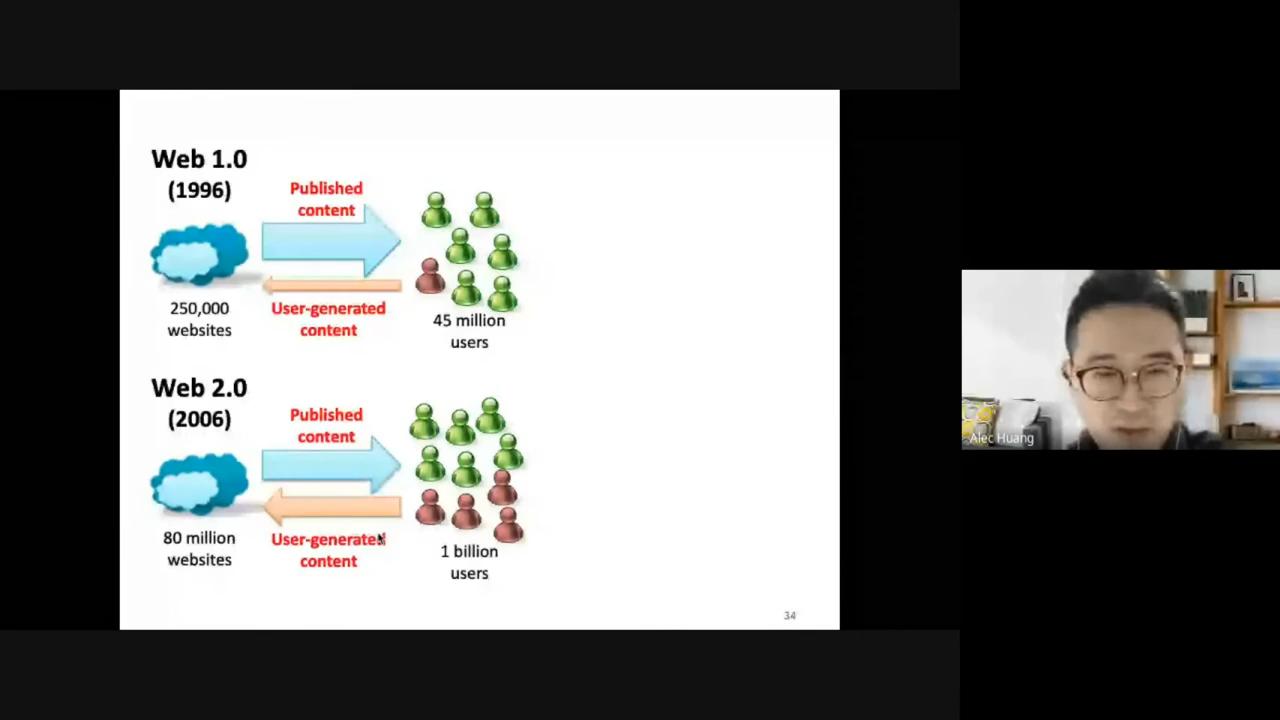 Web 1.0
(1996)
Published
content
250,000
websites
User-generated
content
45 million
users
Web 2.0
(2006)
Published
content
80 million
websites
User-generated
content
1 billion
users
34
Alec Huang